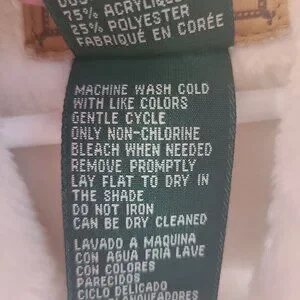 75% ACRYLIQUE
25% POLYESTER
FABRIQUÉ EN CORÉE
MACHINE WASH COLD
WITH LIKE COLORS
GENTLE CYCLE
ONLY NON-CHLORINE
BLEACH WHEN NEEDED
REMOVE PROMPTLY
LAY FLAT TO DRY IN
THE SHADE
DO NOT IRON
CAN BE DRY CLEANED
LAVADO A MAQUINA
CON AGUA FRIA LAVE
CON COLORES
PARECIDOS
CICLO DELICADO